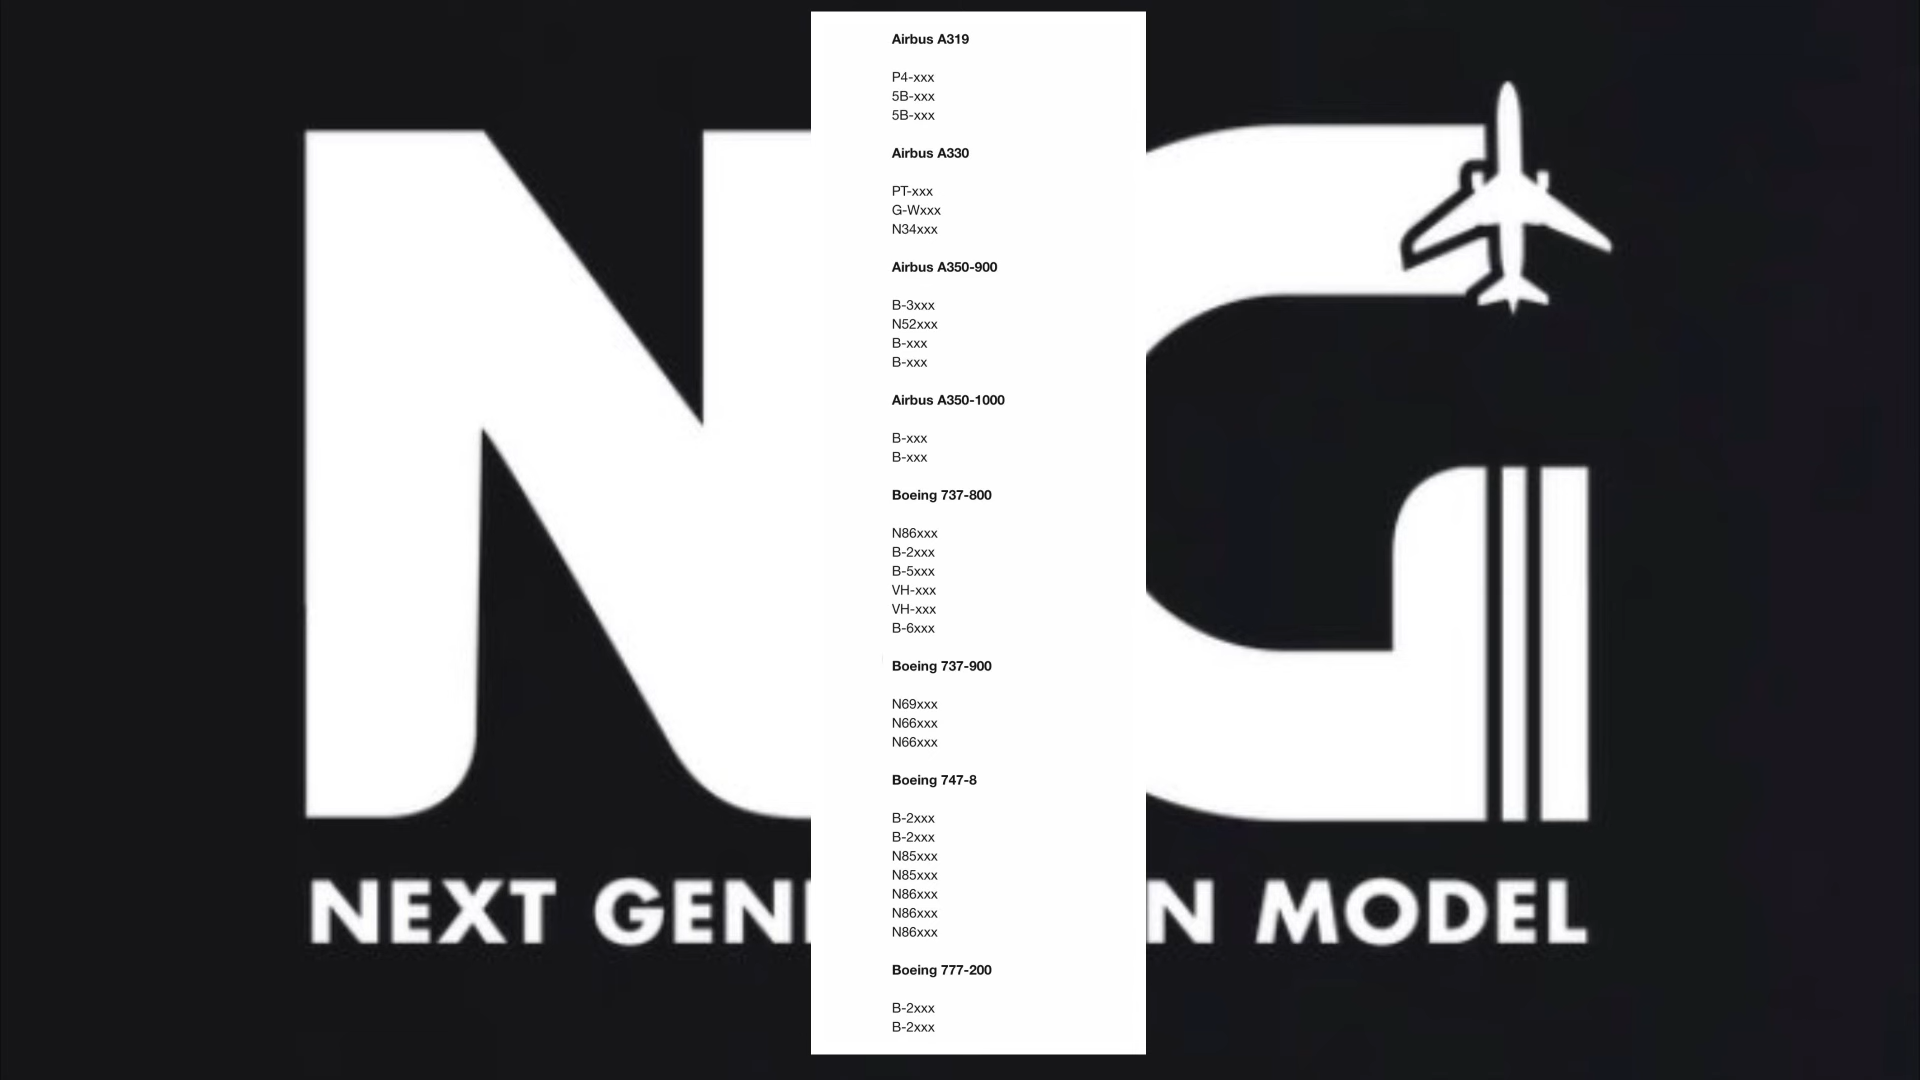 Airbus A319
P4-xxx
5B-xxx
5B-xxx
Airbus A330
PT-xxx
G-Wxxx
N34xxx
Airbus A350-900
B-3xxx
N52xxx
B-xxx
B-xxx
Airbus A350-1000
B-xxx
B-xxx
Boeing 737-800
N86xxx
B-2xxx
B-5xxx
VH-xxx
VH-xxx
B-6xxx
Boeing 737-900
N69xxx
N66xxx
N66xxx
Boeing 747-8
B-2xxx
B-2xxx
N85xxx
N85xxx
N86xxx
N86xxx
N86xxx
Boeing 777-200
B-2xxx
B-2xxx
NG
NEXT GEN N MODEL